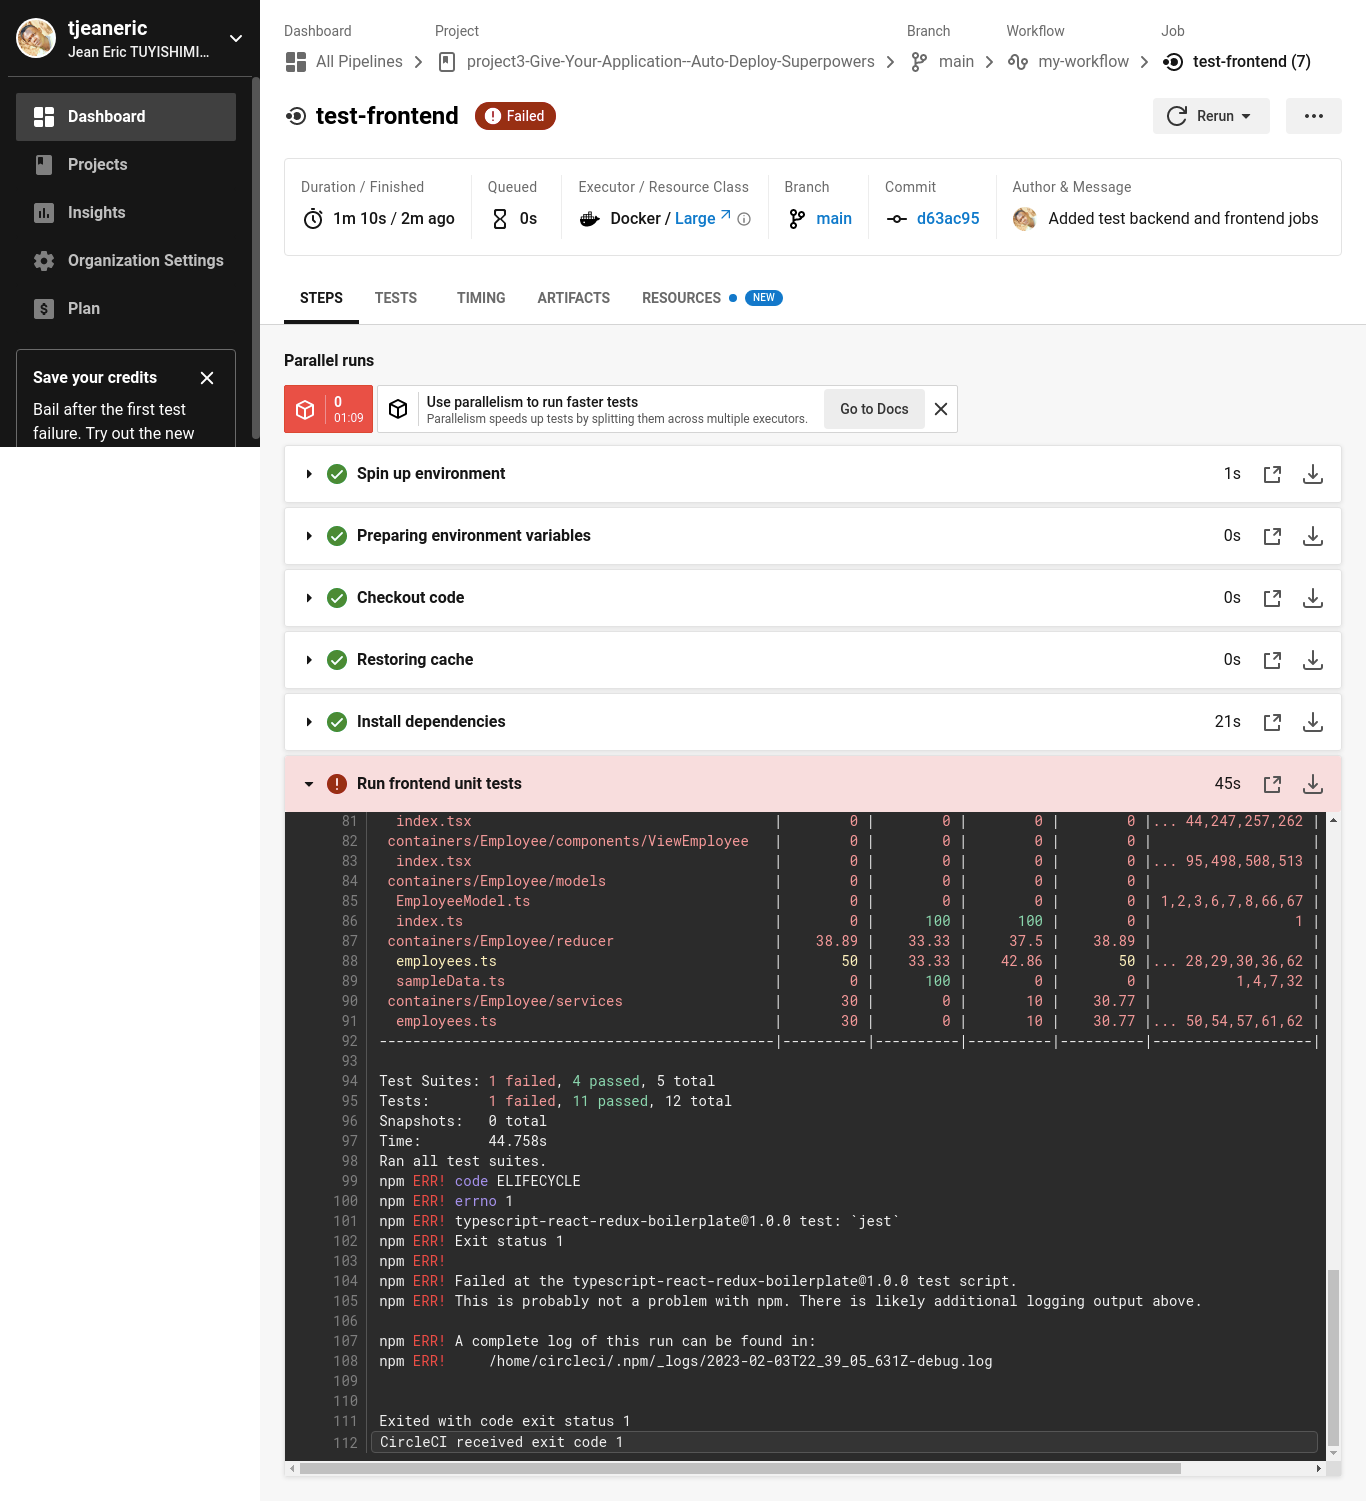 tjeaneric
Jean Eric TUYISHIMI...
Dashboard
Projects
Insights
Organization Settings
Plan
Save your credits
Bail after the first test
failure. Try out the new
Dashboard Project Branch Workflow Job
All Pipelines project3-Give-Your-Application--Auto-Deploy-Superpowers main my-workflow test-frontend (7)
test-frontend Failed Rerun
Duration / Finished Queued Executor / Resource Class Branch Commit Author & Message
1m 10s / 2m ago 0s Docker / Large main d63ac95 Added test backend and frontend jobs
STEPS TESTS TIMING ARTIFACTS RESOURCES NEW
Parallel runs
0
01:09
Use parallelism to run faster tests
Parallelism speeds up tests by splitting them across multiple executors.
Go to Docs
Spin up environment 1s
Preparing environment variables 0s
Checkout code 0s
Restoring cache 0s
Install dependencies 21s
Run frontend unit tests 45s
81 index.tsx | 0 | 0 | 0 | 0 |... 44,247,257,262 |
82 containers/Employee/components/ViewEmployee | 0 | 0 | 0 | 0 | |
83 index.tsx | 0 | 0 | 0 | 0 |... 95,498,508,513 |
84 containers/Employee/models | 0 | 0 | 0 | 0 | |
85 EmployeeModel.ts | 0 | 0 | 0 | 0 | 1,2,3,6,7,8,66,67 |
86 index.ts | 0 | 100 | 100 | 0 | 1 |
87 containers/Employee/reducer | 38.89 | 33.33 | 37.5 | 38.89 | |
88 employees.ts | 50 | 33.33 | 42.86 | 50 |... 28,29,30,36,62 |
89 sampleData.ts | 0 | 100 | 0 | 0 | 1,4,7,32 |
90 containers/Employee/services | 30 | 0 | 10 | 30.77 | |
91 employees.ts | 30 | 0 | 10 | 30.77 |... 50,54,57,61,62 |
92 -----------------------------------------------|----------|----------|----------|----------|-------------------|
93
94 Test Suites: 1 failed, 4 passed, 5 total
95 Tests: 1 failed, 11 passed, 12 total
96 Snapshots: 0 total
97 Time: 44.758s
98 Ran all test suites.
99 npm ERR! code ELIFECYCLE
100 npm ERR! errno 1
101 npm ERR! typescript-react-redux-boilerplate@1.0.0 test: `jest`
102 npm ERR! Exit status 1
103 npm ERR!
104 npm ERR! Failed at the typescript-react-redux-boilerplate@1.0.0 test script.
105 npm ERR! This is probably not a problem with npm. There is likely additional logging output above.
106
107 npm ERR! A complete log of this run can be found in:
108 npm ERR! /home/circleci/.npm/_logs/2023-02-03T22_39_05_631Z-debug.log
109
110
111 Exited with code exit status 1
112 CircleCI received exit code 1